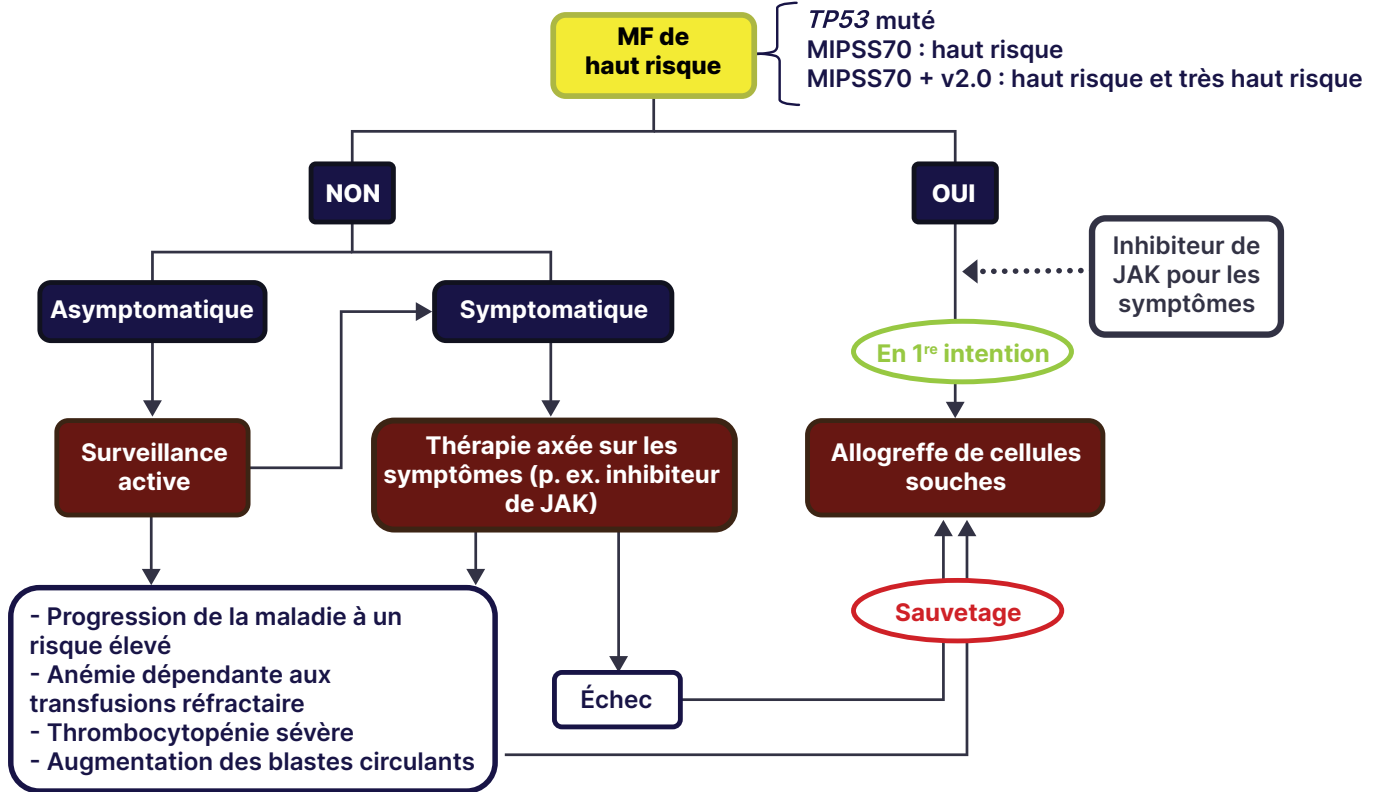 MF de
haut risque
TP53 muté
MIPSS70 : haut risque
MIPSS70 + v2.0 : haut risque et très haut risque
NON
OUI
Inhibiteur de
JAK pour les
symptômes
Asymptomatique
Symptomatique
En 1re intention
Surveillance
active
Thérapie axée sur les
symptômes (p. ex. inhibiteur
de JAK)
Allogreffe de cellules
souches
- Progression de la maladie à un
risque élevé
- Anémie dépendante aux
transfusions réfractaire
- Thrombocytopénie sévère
- Augmentation des blastes circulants
Échec
Sauvetage